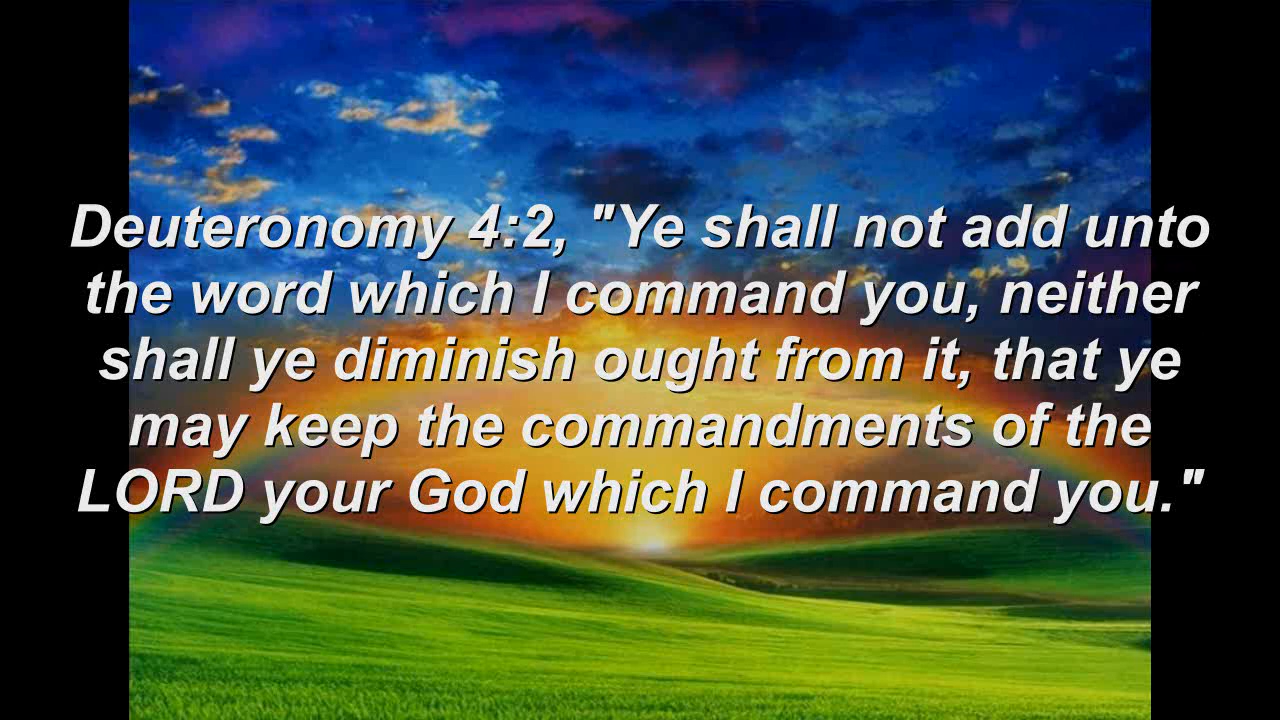 Deuteronomy 4:2, "Ye shall not add unto
the word which I command you, neither
shall ye diminish ought from it, that ye
may keep the commandments of the
LORD your God which I command you."